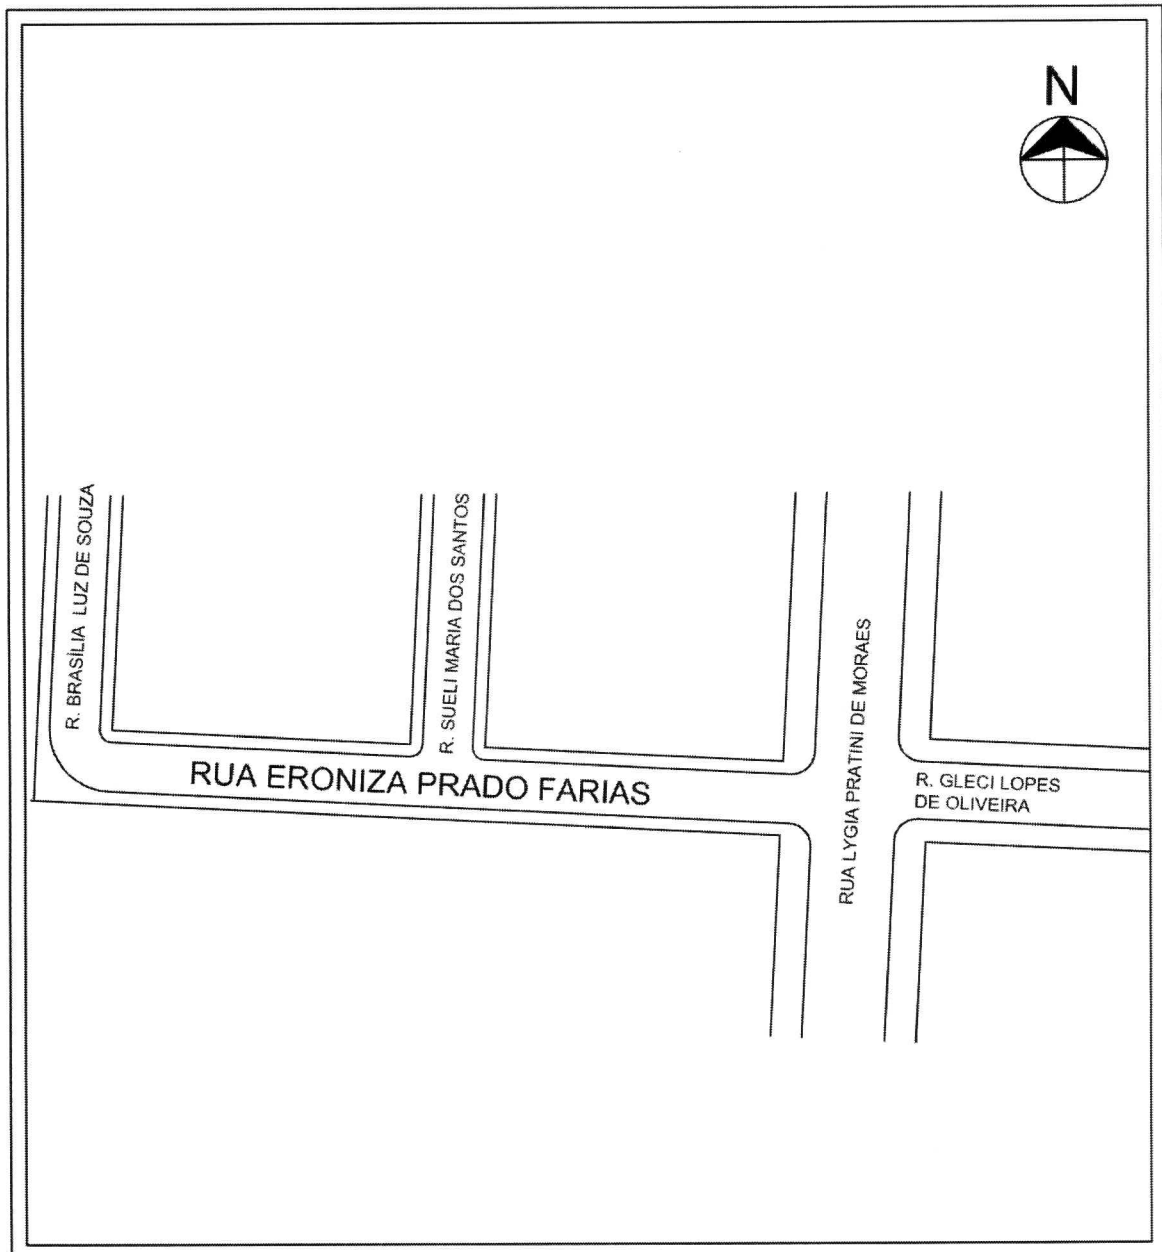 N
R. BRASÍLIA LUZ DE SOUZA
R. SUELI MARIA DOS SANTOS
RUA LYGIA PRATINI DE MORAES
RUA ERONIZA PRADO FARIAS
R. GLECI LOPES
DE OLIVEIRA